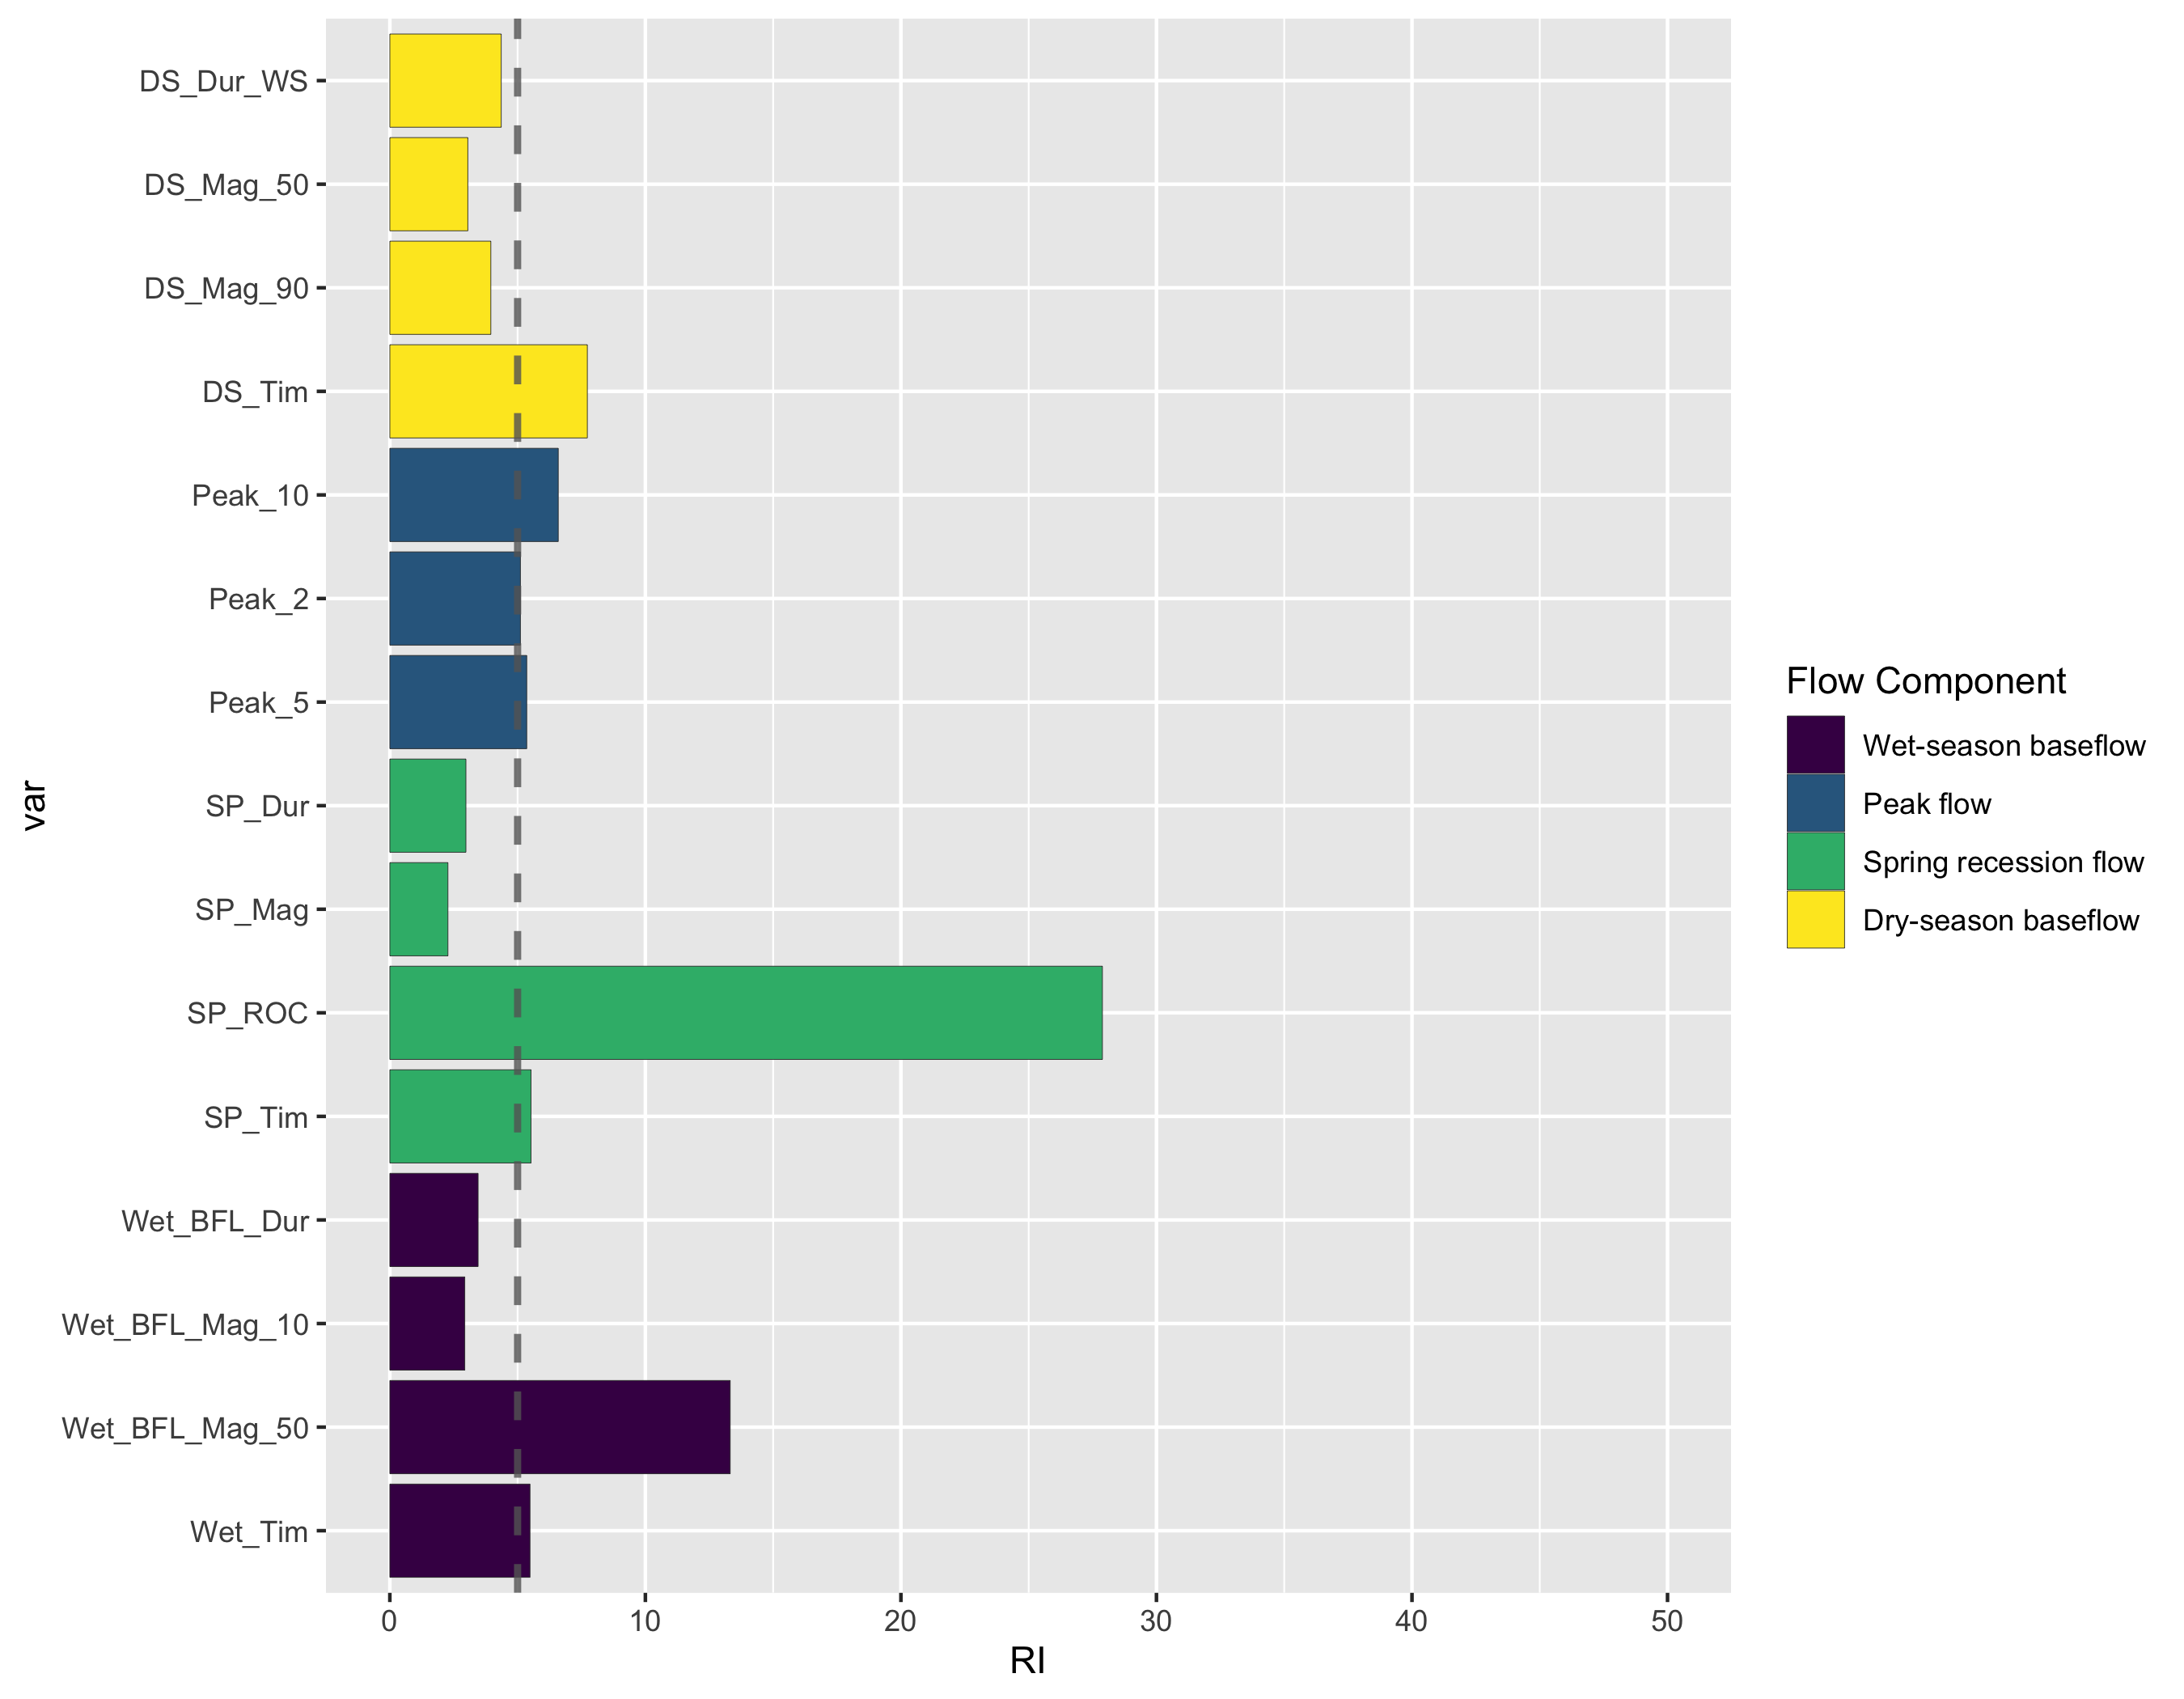 DS_Dur_WS
DS_Mag_50
DS_Mag_90
DS_Tim
Peak_10
Peak_2
Peak_5
SP_Dur
SP_Mag
SP_ROC
SP_Tim
Wet_BFL_Dur
Wet_BFL_Mag_10
Wet_BFL_Mag_50
Wet_Tim
var
0 10 20 30 40 50
RI
Flow Component
Wet-season baseflow
Peak flow
Spring recession flow
Dry-season baseflow